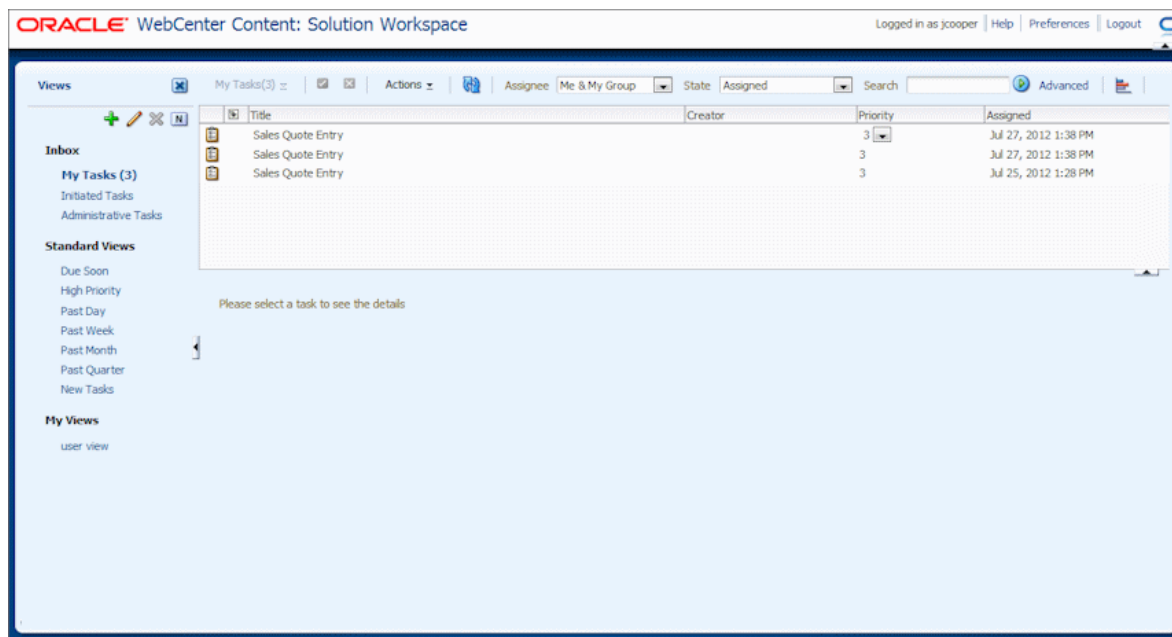 ORACLE WebCenter Content: Solution Workspace
Logged in as jcooper Help Preferences Logout
Views
My Tasks(3) Actions Assignee Me & My Group State Assigned Search Advanced
N
Title Creator Priority Assigned
Sales Quote Entry 3 Jul 27, 2012 1:38 PM
Sales Quote Entry 3 Jul 27, 2012 1:38 PM
Sales Quote Entry 3 Jul 25, 2012 1:28 PM
Inbox
My Tasks (3)
Initiated Tasks
Administrative Tasks
Standard Views
Due Soon
High Priority
Past Day
Past Week
Past Month
Past Quarter
New Tasks
My Views
user view
Please select a task to see the details